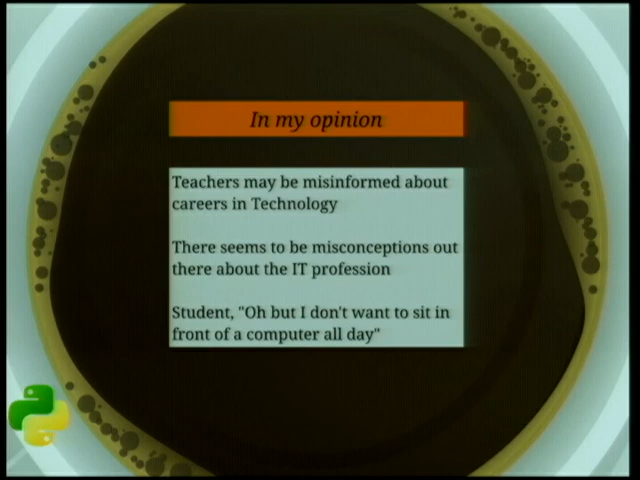 In my opinion
Teachers may be misinformed about
careers in Technology
There seems to be misconceptions out
there about the IT profession
Student, "Oh but I don't want to sit in
front of a computer all day"